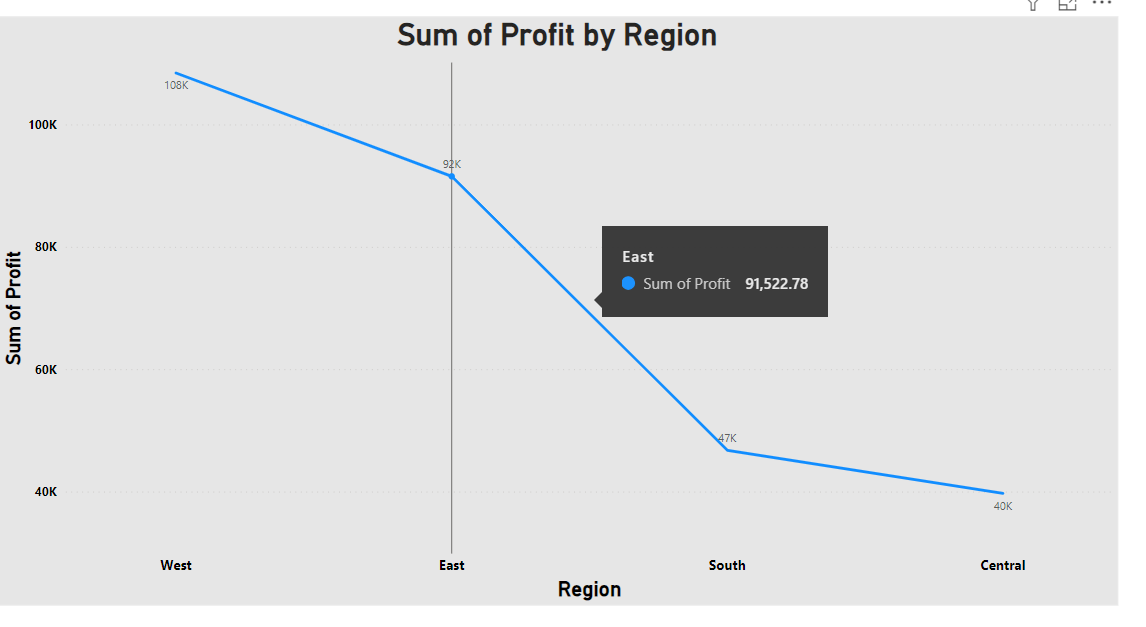 Sum of Profit by Region
108K
100K
92K
80K
East
Sum of Profit 91,522.78
Sum of Profit
60K
47K
40K
40K
West East South Central
Region